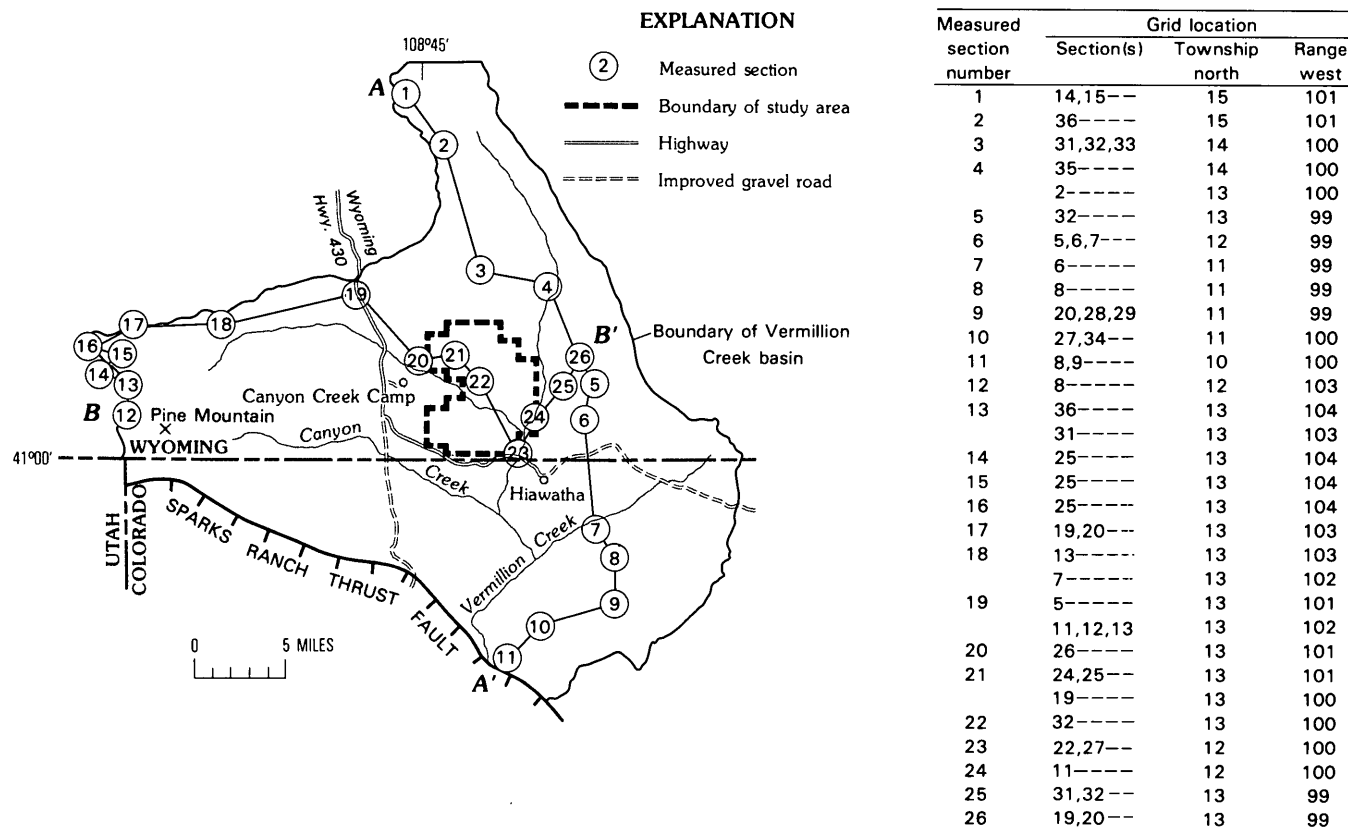 EXPLANATION
2 Measured section
Boundary of study area
Highway
Improved gravel road
108°45'
A
1
2
3
4
Wyoming
Hwy. 430
19
17
18
16
15
14
13
B
12
20
21
22
B'
26
25
5
24
6
23
Boundary of Vermillion
Creek basin
Canyon Creek Camp
Pine Mountain
WYOMING
Canyon
Creek
41°00'
Hiawatha
UTAH
COLORADO
SPARKS RANCH THRUST FAULT
Vermillion Creek
7
8
9
10
11
A'
0 5 MILES
Measured Grid location
section Section(s) Township Range
number north west
1 14,15-- 15 101
2 36---- 15 101
3 31,32,33 14 100
4 35----- 14 100
2----- 13 100
5 32---- 13 99
6 5,6,7--- 12 99
7 6----- 11 99
8 8----- 11 99
9 20,28,29 11 99
10 27,34-- 11 100
11 8,9---- 10 100
12 8----- 12 103
13 36---- 13 104
31---- 13 103
14 25---- 13 104
15 25---- 13 104
16 25---- 13 104
17 19,20--- 13 103
18 13----- 13 103
7----- 13 102
19 5----- 13 101
11,12,13 13 102
20 26---- 13 101
21 24,25-- 13 101
19---- 13 100
22 32---- 13 100
23 22,27-- 12 100
24 11---- 12 100
25 31,32-- 13 99
26 19,20-- 13 99